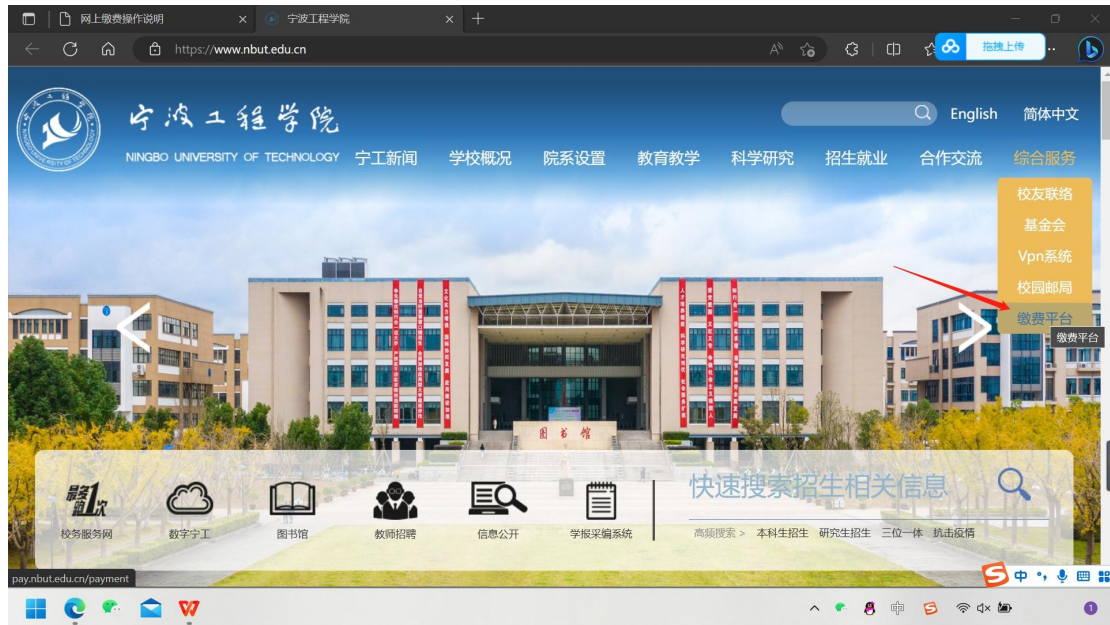 网上缴费操作说明
宁波工程学院
https://www.nbut.edu.cn
拖拽上传
宁波工程学院
NINGBO UNIVERSITY OF TECHNOLOGY
English 简体中文
宁工新闻 学校概况 院系设置 教育教学 科学研究 招生就业 合作交流 综合服务
校友联络
基金会
Vpn系统
校园邮局
缴费平台
缴费平台
图书馆
快速搜索招生相关信息
最多跑1次
校务服务网 数字宁工 图书馆 教师招聘 信息公开 学报采编系统
高频搜索 > 本科生招生 研究生招生 三位一体 抗击疫情
pay.nbut.edu.cn/payment
中
中
1